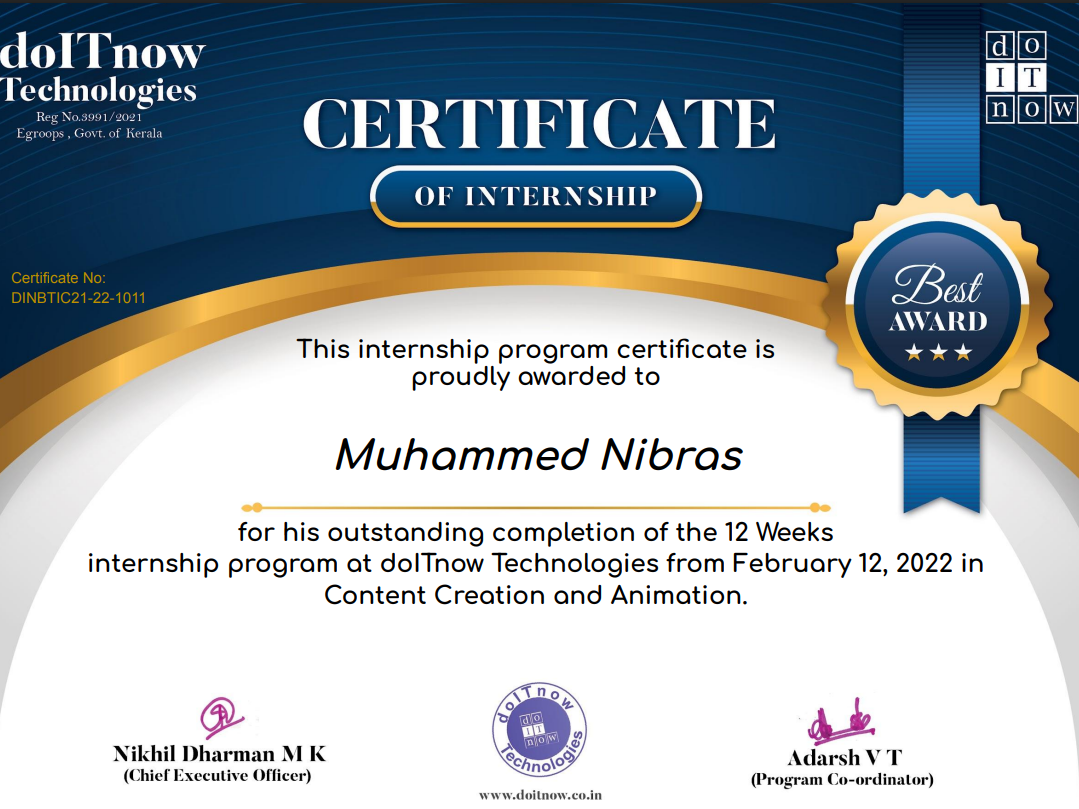 doITnow
Technologies
Reg No.3991/2021
Egroops , Govt. of Kerala
do
IT
now
CERTIFICATE
OF INTERNSHIP
Certificate No:
DINBTIC21-22-1011
Best
AWARD
This internship program certificate is
proudly awarded to
Muhammed Nibras
for his outstanding completion of the 12 Weeks
internship program at doITnow Technologies from February 12, 2022 in
Content Creation and Animation.
Nikhil Dharman M K
(Chief Executive Officer)
doITnow
do
IT
now
Technologies
www.doitnow.co.in
Adarsh V T
(Program Co-ordinator)